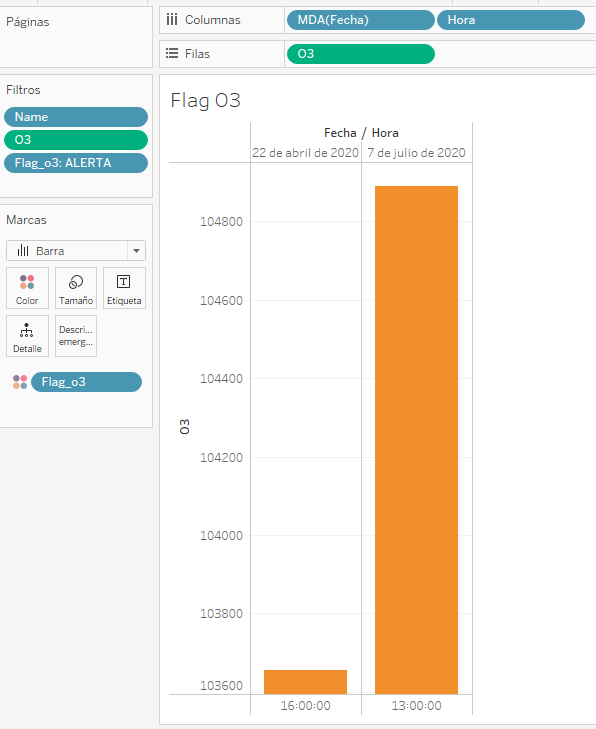 Páginas
Columnas
MDA(Fecha)
Hora
Filas
O3
Filtros
Name
O3
Flag_o3: ALERTA
Marcas
Barra
Color
Tamaño
Etiqueta
Detalle
Descri...
emerg...
Flag_o3
Flag O3
Fecha / Hora
22 de abril de 2020
7 de julio de 2020
104800
104600
104400
104200
104000
103800
103600
O3
16:00:00
13:00:00